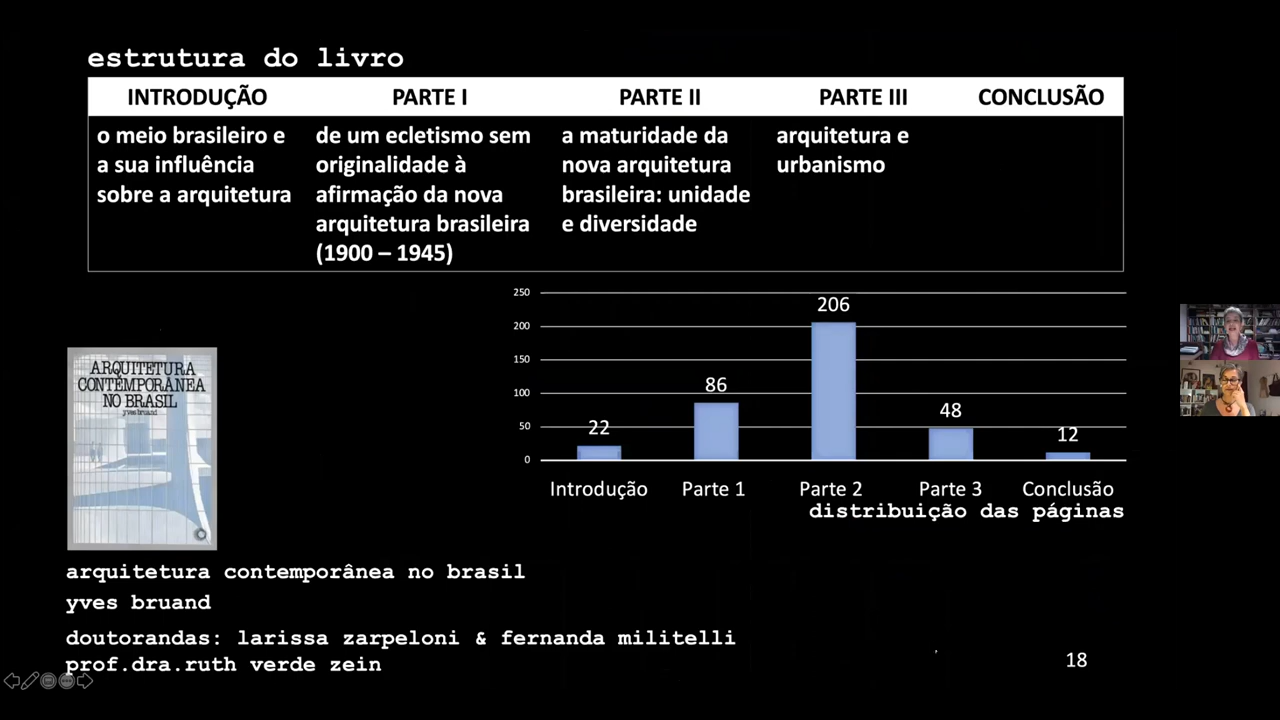 estrutura do livro
INTRODUÇÃO PARTE I PARTE II PARTE III CONCLUSÃO
o meio brasileiro e
a sua influência
sobre a arquitetura
de um ecletismo sem
originalidade à
afirmação da nova
arquitetura brasileira
(1900 – 1945)
a maturidade da
nova arquitetura
brasileira: unidade
e diversidade
arquitetura e
urbanismo
250
200
150
100
50
0
22
86
206
48
12
Introdução Parte 1 Parte 2 Parte 3 Conclusão
distribuição das páginas
ARQUITETURA
CONTEMPORÂNEA
NO BRASIL
yves bruand
arquitetura contemporânea no brasil
yves bruand
doutorandas: larissa zarpeloni & fernanda militelli
prof.dra.ruth verde zein
18